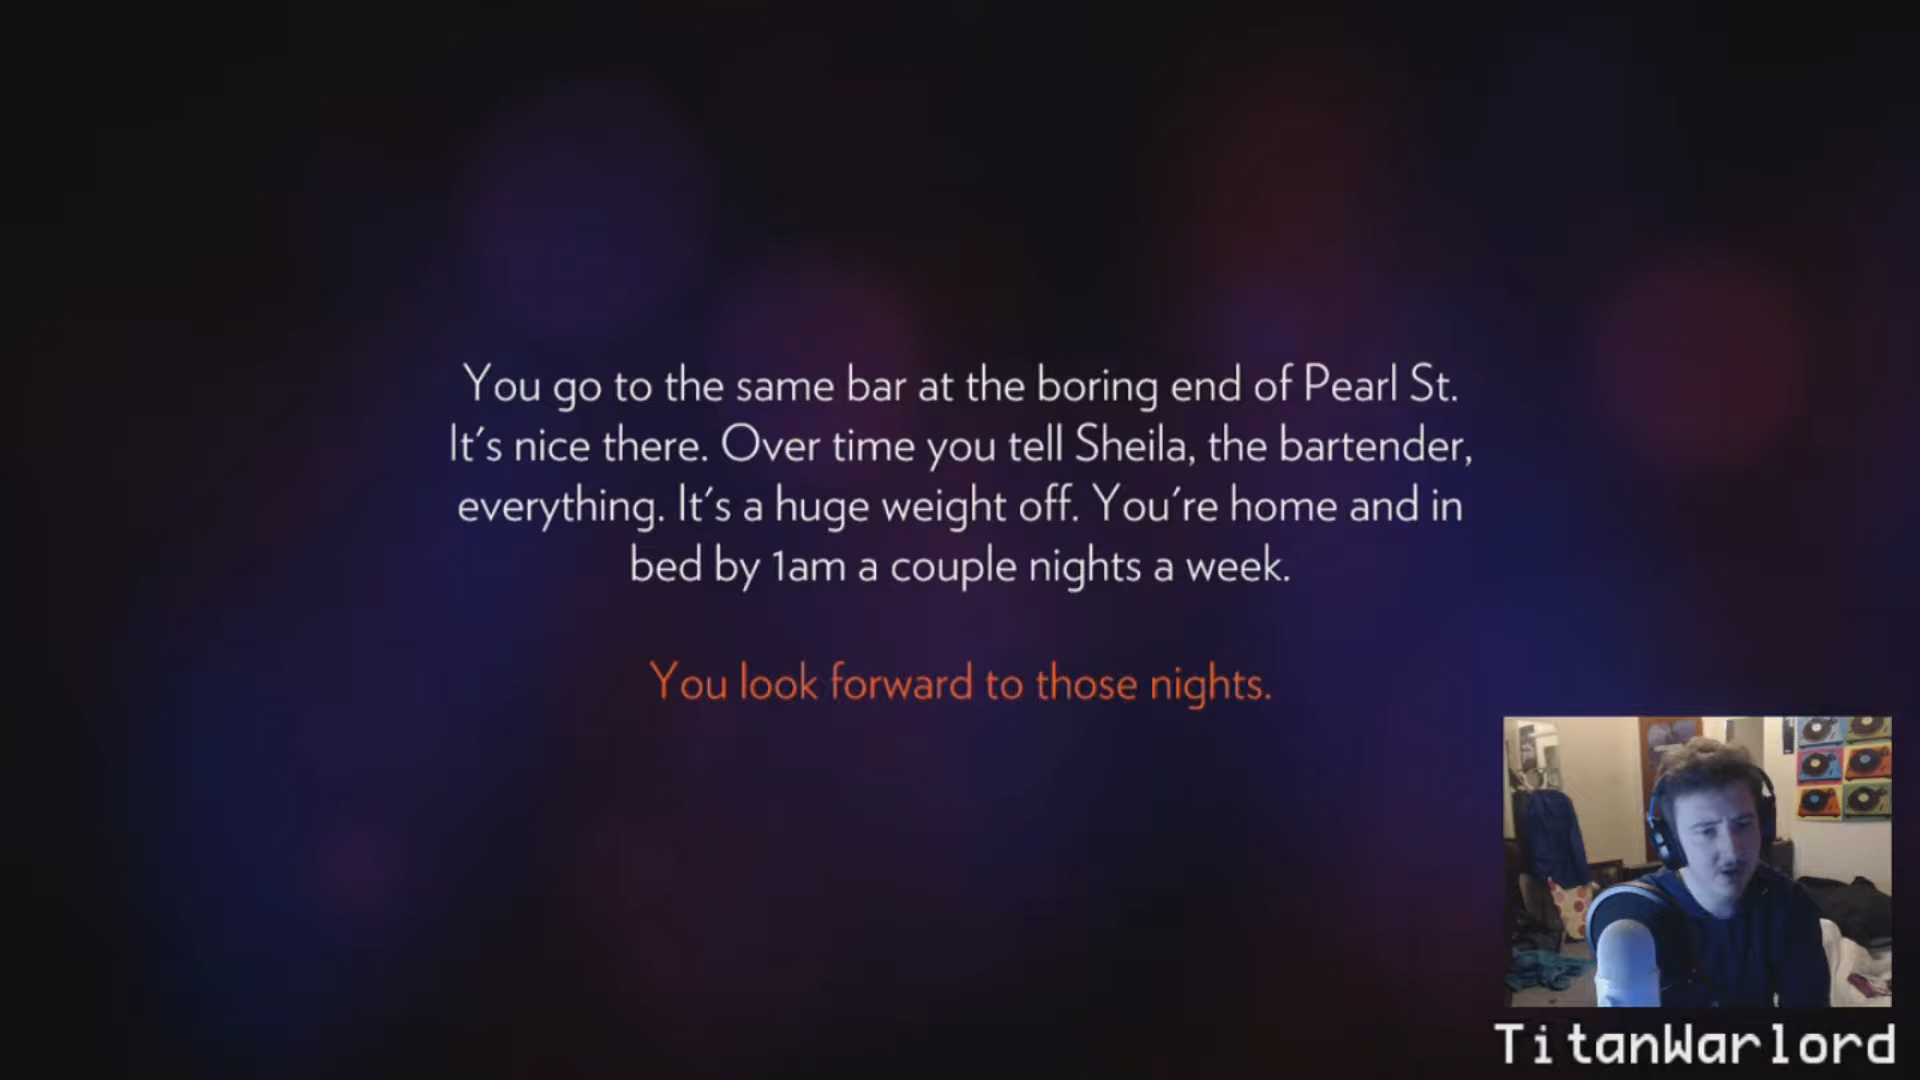 You go to the same bar at the boring end of Pearl St.
It's nice there. Over time you tell Sheila, the bartender,
everything. It's a huge weight off. You're home and in
bed by 1am a couple nights a week.
You look forward to those nights.
TitanWarlord